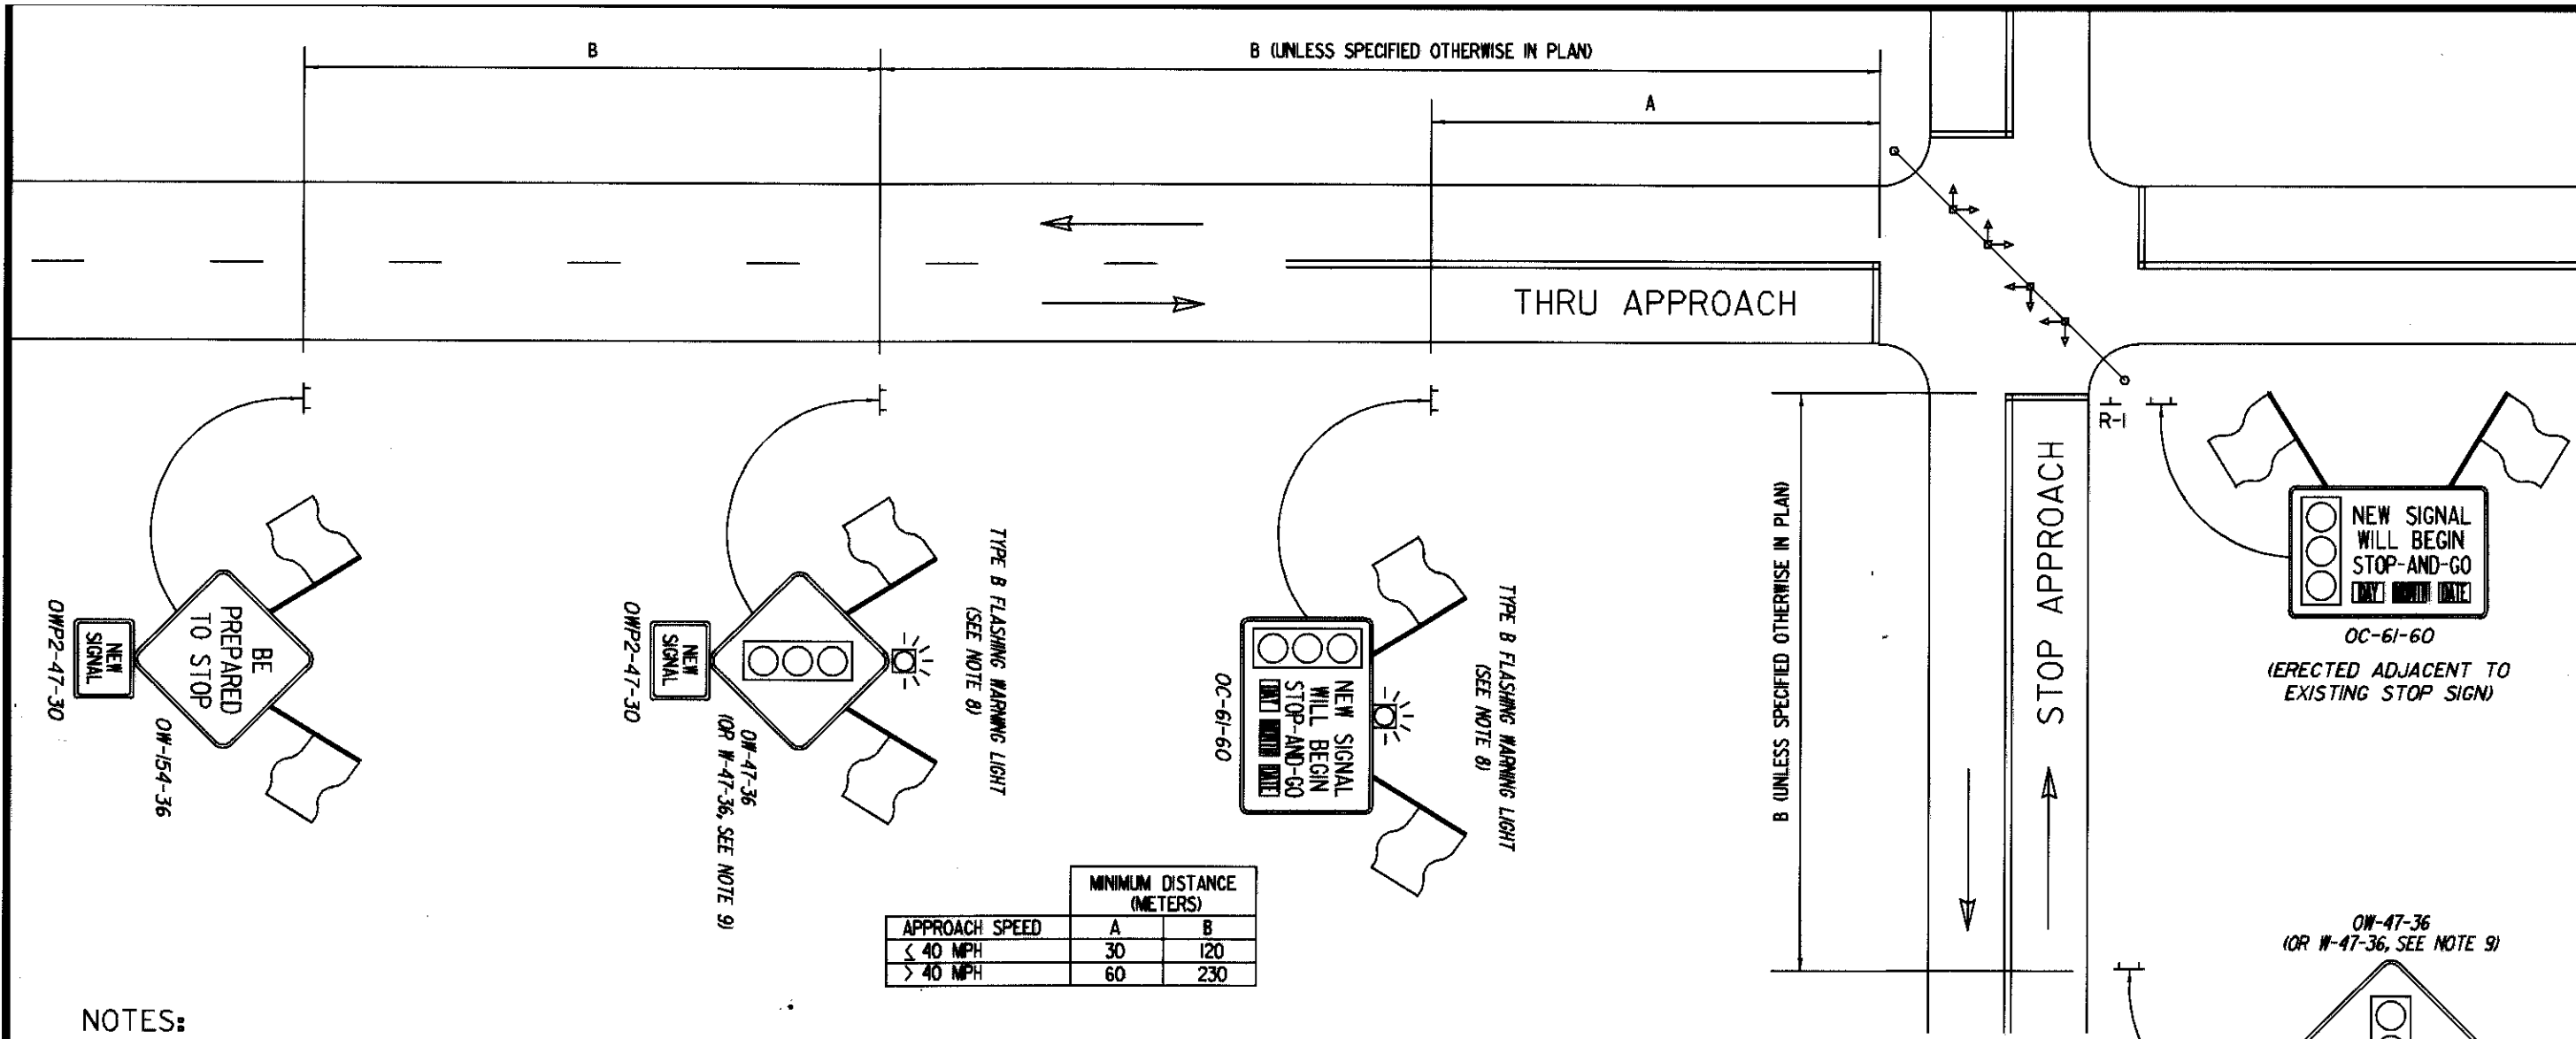 B
B (UNLESS SPECIFIED OTHERWISE IN PLAN)
A
THRU APPROACH
BE
PREPARED
TO STOP
NEW
SIGNAL
OWP2-47-30
OW-154-36
TYPE B FLASHING WARNING LIGHT
(SEE NOTE 8)
NEW
SIGNAL
OWP2-47-30
OW-47-36
(OR W-47-36, SEE NOTE 9)
TYPE B FLASHING WARNING LIGHT
(SEE NOTE 8)
NEW SIGNAL
WILL BEGIN
STOP-AND-GO
DAY MONTH DATE
OC-61-60
B (UNLESS SPECIFIED OTHERWISE IN PLAN)
STOP APPROACH
R-1
NEW SIGNAL
WILL BEGIN
STOP-AND-GO
DAY MONTH DATE
OC-61-60
(ERECTED ADJACENT TO
EXISTING STOP SIGN)
OW-47-36
(OR W-47-36, SEE NOTE 9)
MINIMUM DISTANCE
(METERS)
APPROACH SPEED A B
≤ 40 MPH 30 120
> 40 MPH 60 230
NOTES: